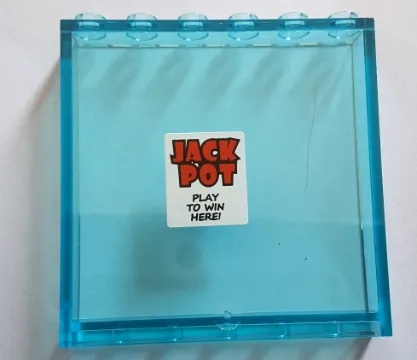 JACK
POT
PLAY
TO WIN
HERE!